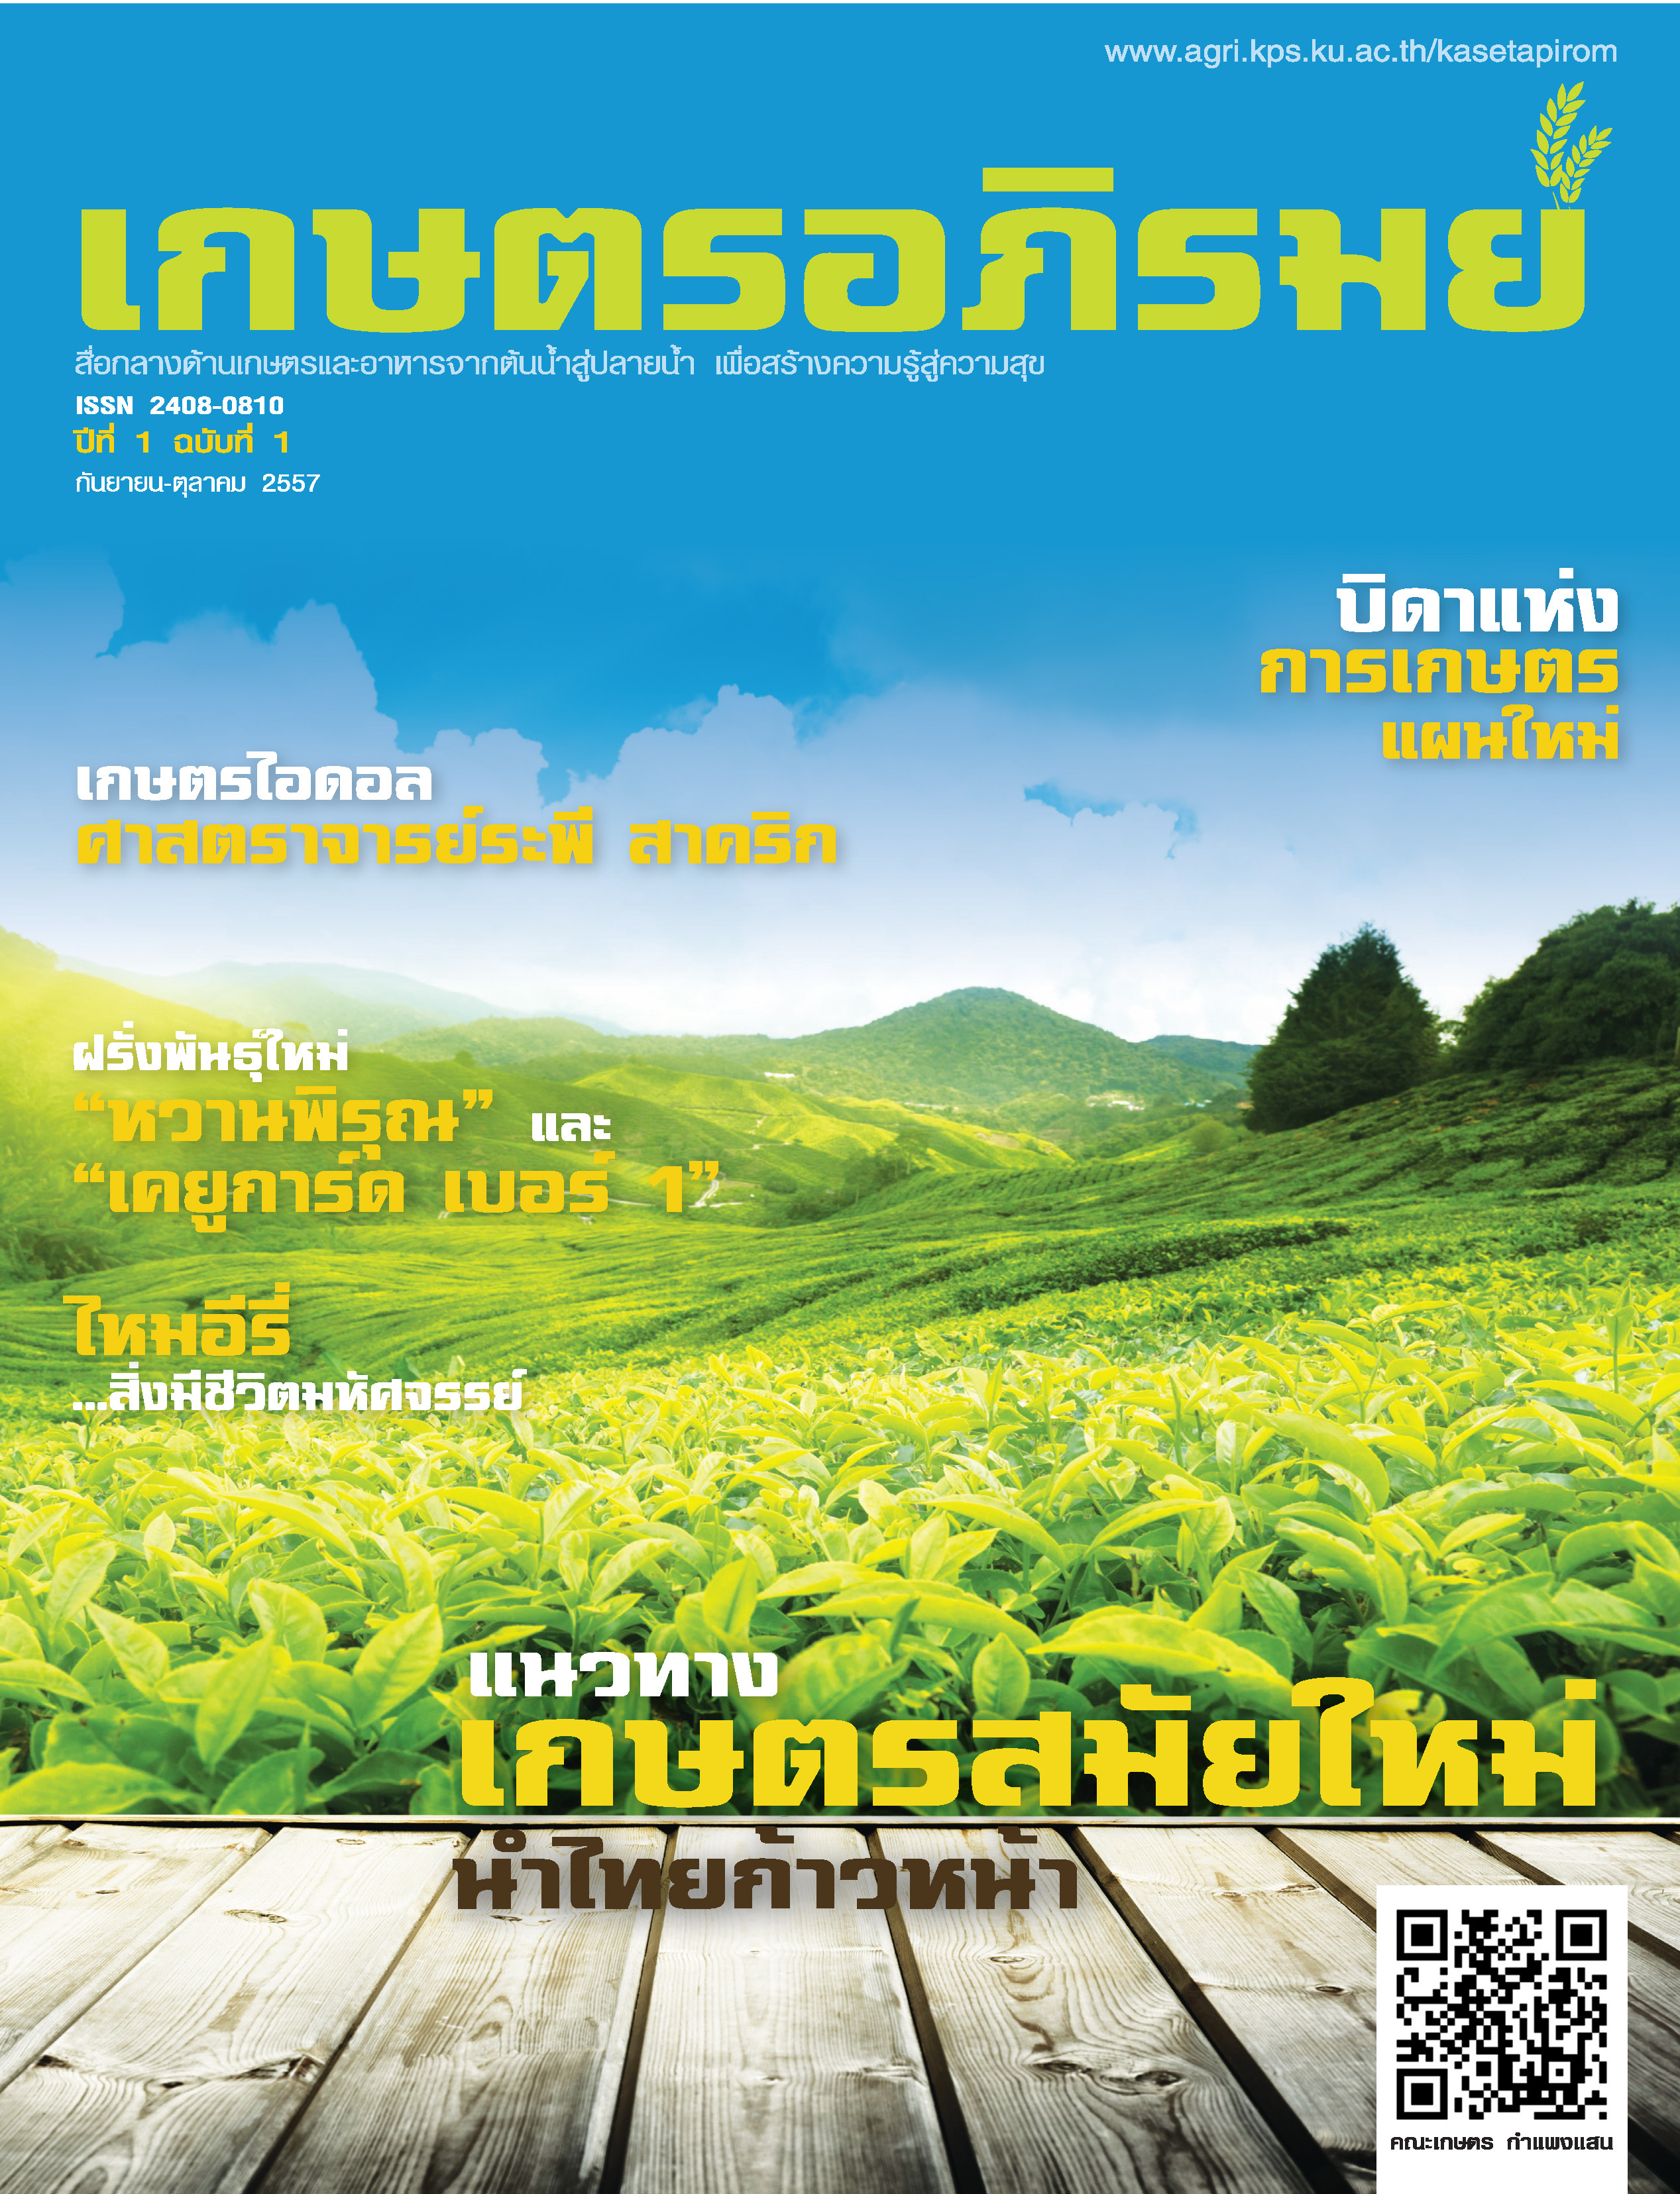 www.agri.kps.ku.ac.th/kasetapirom
เกษตรอภิรมย์
สื่อกลางด้านเกษตรและอาหารจากต้นน้ำสู่ปลายน้ำ เพื่อสร้างความรู้สู่ความสุข
ISSN 2408-0810
ปีที่ 1 ฉบับที่ 1
กันยายน-ตุลาคม 2557
บิดาแห่ง
การเกษตร
แผนใหม่
เกษตรไอดอล
ศาสตราจารย์ระพี สาคริก
ฝรั่งพันธุ์ใหม่
“หวานพิรุณ” และ
“เคยูการ์ด เบอร์ 1”
ไหมอีรี่
...สิ่งมีชีวิตมหัศจรรย์
แนวทาง
เกษตรสมัยใหม่
นำไทยก้าวหน้า
คณะเกษตร กำแพงแสน